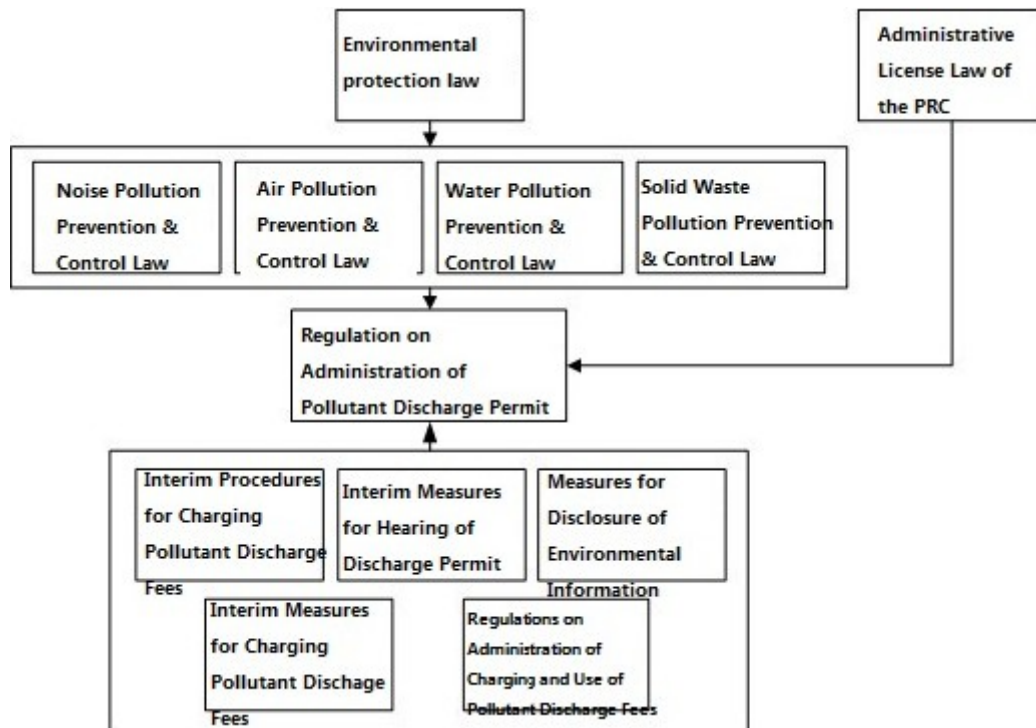 Environmental
protection law
Administrative
License Law of
the PRC
Noise Pollution
Prevention &
Control Law
Air Pollution
Prevention &
Control Law
Water Pollution
Prevention &
Control Law
Solid Waste
Pollution Prevention
& Control Law
Regulation on
Administration of
Pollutant Discharge Permit
Interim Procedures
for Charging
Pollutant Discharge
Fees
Interim Measures
for Hearing of
Discharge Permit
Measures for
Disclosure of
Environmental
Information
Interim Measures
for Charging
Pollutant Dischage
Fees
Regulations on
Administration of
Charging and Use of
Pollutant Discharge Fees